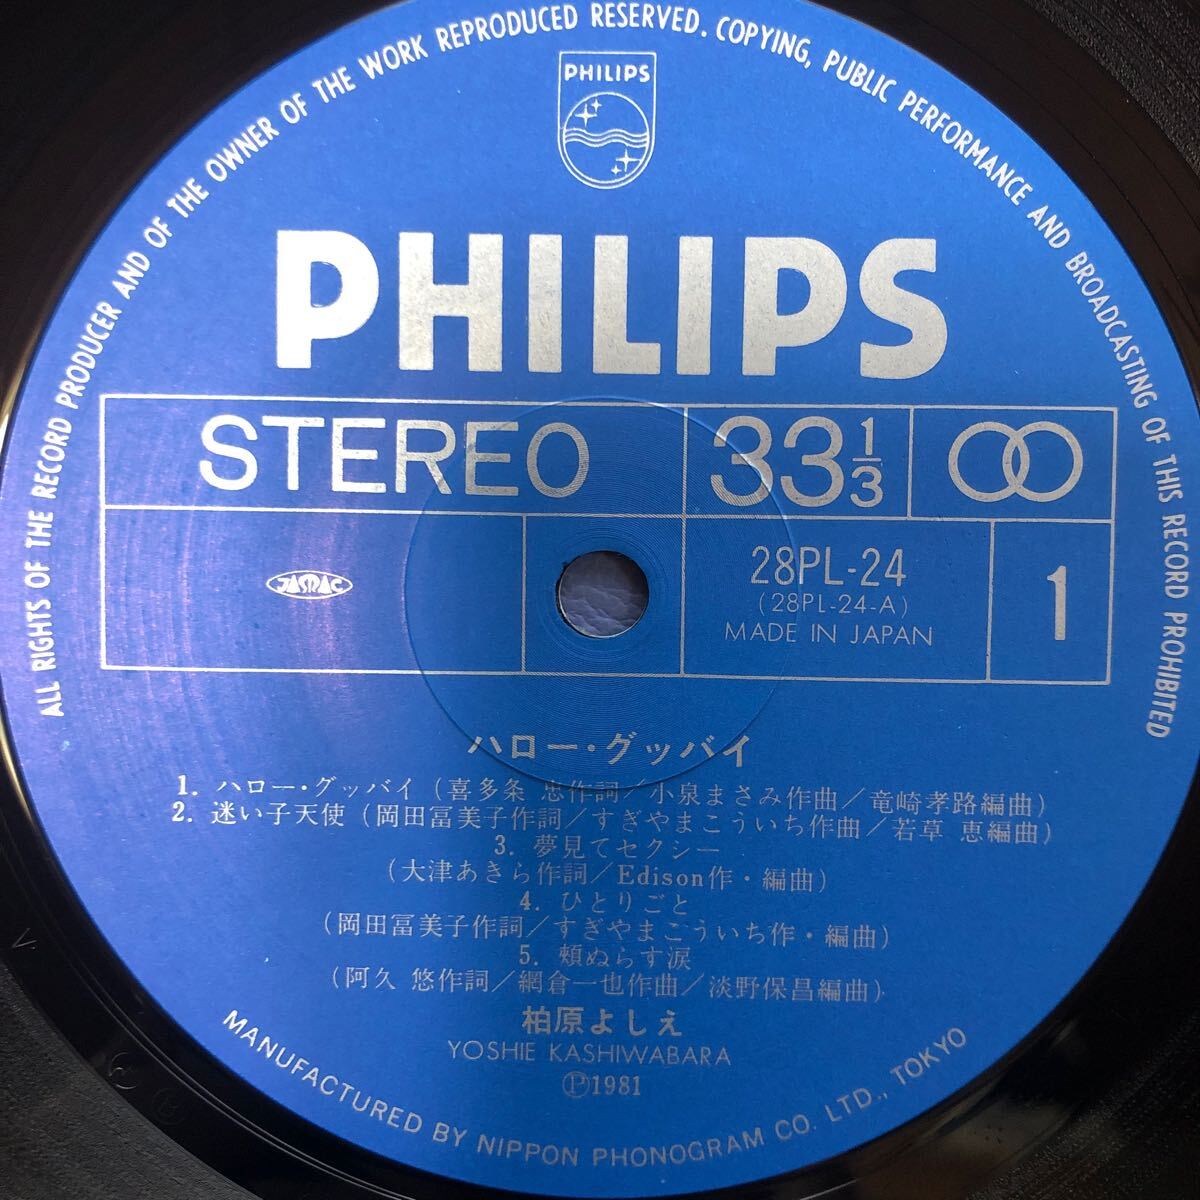 ALL RIGHTS OF THE RECORD PRODUCER AND OF THE OWNER OF THE WORK REPRODUCED RESERVED. COPYING, PUBLIC PERFORMANCE AND BROADCASTING OF THIS RECORD PROHIBITED
PHILIPS
PHILIPS
STEREO 33 1/3
JASRAC
28PL-24
(28PL-24-A)
MADE IN JAPAN
1
ハロー・グッバイ
1. ハロー・グッバイ (喜多条 忠作詞/小泉まさみ作曲/竜崎孝路編曲)
2. 迷い子天使 (岡田冨美子作詞/すぎやまこういち作曲/若草 恵編曲)
3. 夢見てセクシー
(大津あきら作詞/Edison作・編曲)
4. ひとりごと
(岡田冨美子作詞/すぎやまこういち作・編曲)
5. 頬ぬらす涙
(阿久 悠作詞/網倉一也作曲/淡野保昌編曲)
柏原よしえ
YOSHIE KASHIWABARA
Ⓟ1981
MANUFACTURED BY NIPPON PHONOGRAM CO. LTD., TOKYO